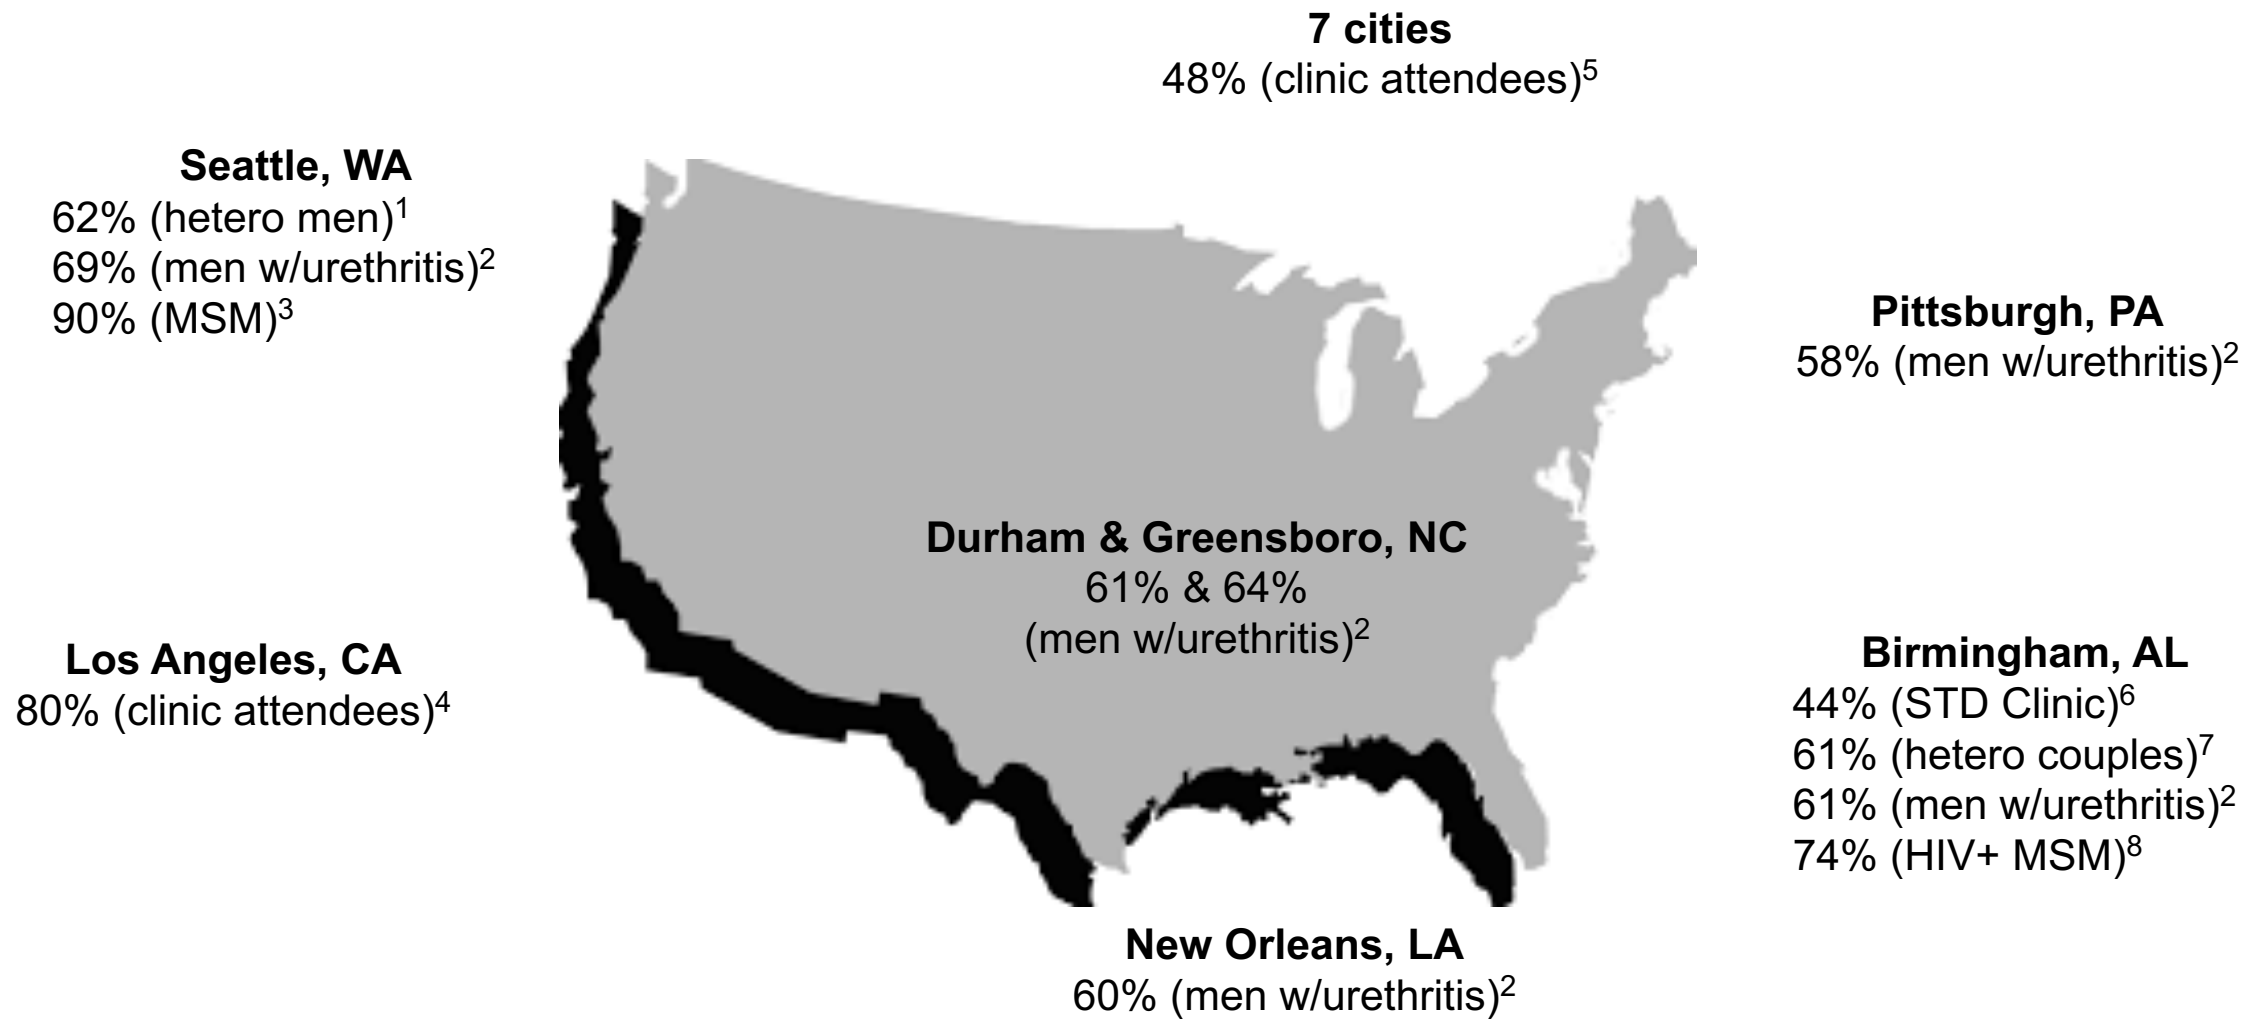 7 cities
48% (clinic attendees)5
Seattle, WA
62% (hetero men)1
69% (men w/urethritis)2
90% (MSM)3
Pittsburgh, PA
58% (men w/urethritis)2
Durham & Greensboro, NC
61% & 64%
(men w/urethritis)2
Los Angeles, CA
80% (clinic attendees)4
Birmingham, AL
44% (STD Clinic)6
61% (hetero couples)7
61% (men w/urethritis)2
74% (HIV+ MSM)8
New Orleans, LA
60% (men w/urethritis)2